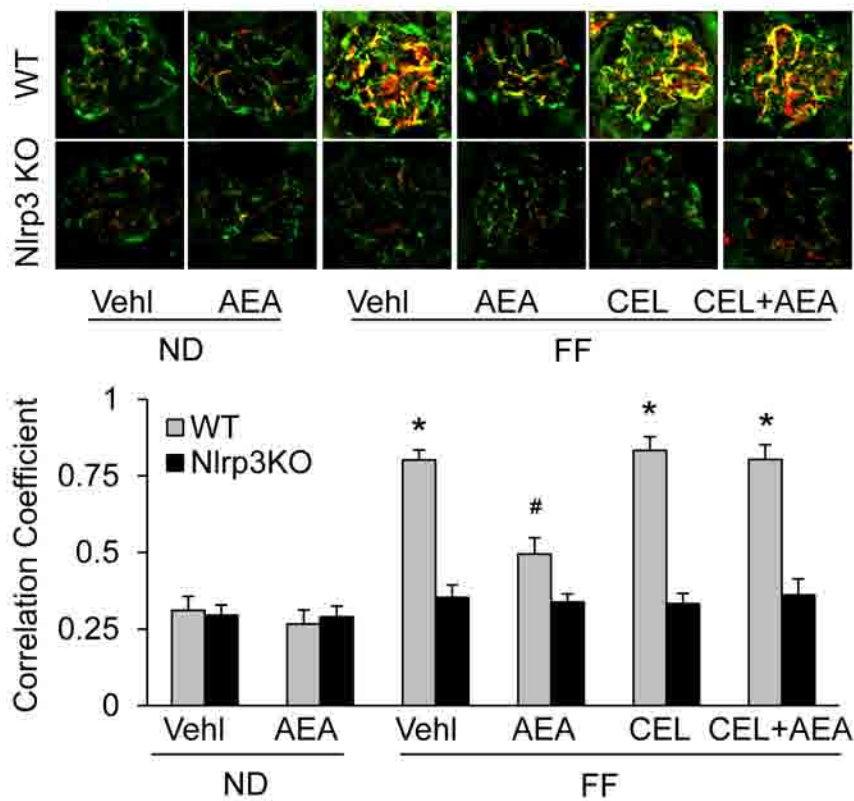 WT
Nlrp3 KO
Vehl AEA Vehl AEA CEL CEL+AEA
ND FF
Correlation Coefficient
1
0.75
0.5
0.25
0
WT
Nlrp3KO
* # * *
Vehl AEA Vehl AEA CEL CEL+AEA
ND FF